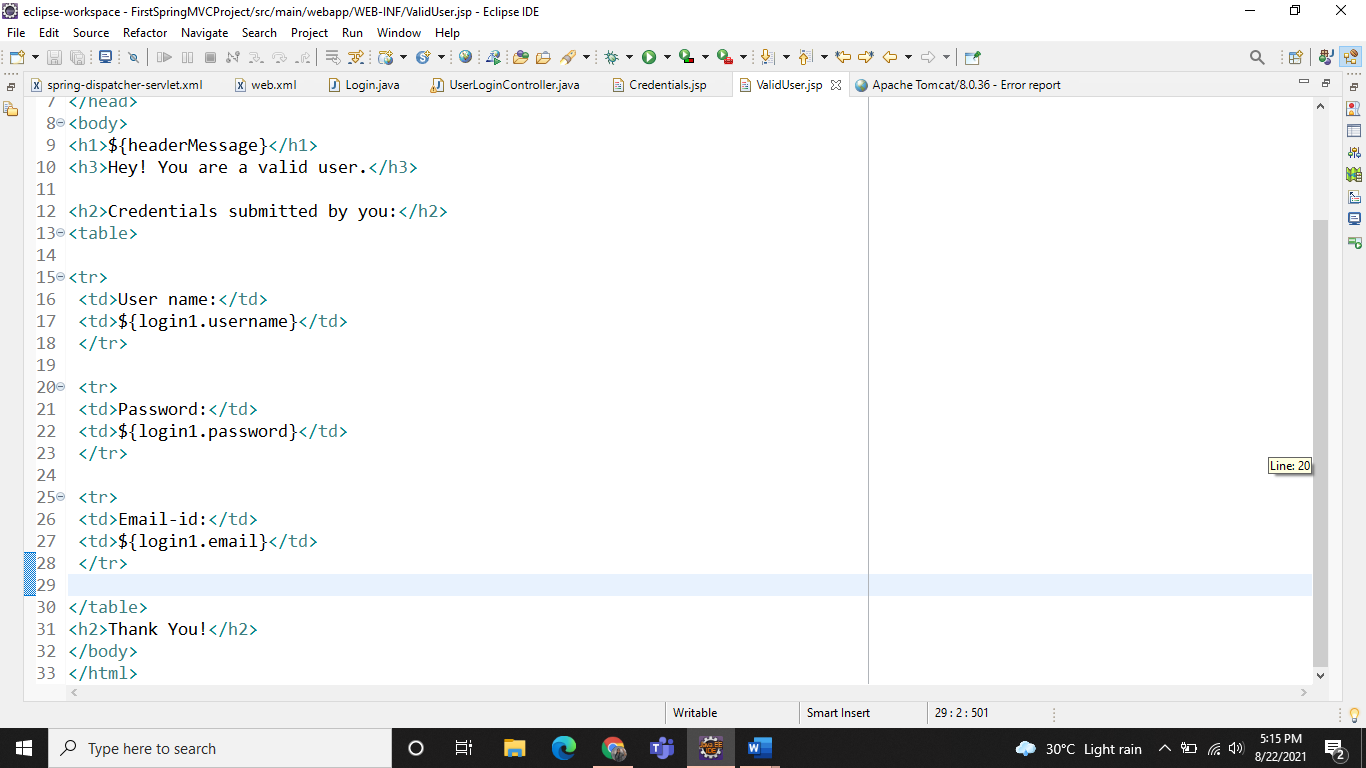 eclipse-workspace - FirstSpringMVCProject/src/main/webapp/WEB-INF/ValidUser.jsp - Eclipse IDE
File Edit Source Refactor Navigate Search Project Run Window Help
spring-dispatcher-servlet.xml web.xml Login.java UserLoginController.java Credentials.jsp ValidUser.jsp Apache Tomcat/8.0.36 - Error report
7 </head>
8 <body>
9 <h1>${headerMessage}</h1>
10 <h3>Hey! You are a valid user.</h3>
11
12 <h2>Credentials submitted by you:</h2>
13 <table>
14
15 <tr>
16 <td>User name:</td>
17 <td>${login1.username}</td>
18 </tr>
19
20 <tr>
21 <td>Password:</td>
22 <td>${login1.password}</td>
23 </tr>
Line: 20
24
25 <tr>
26 <td>Email-id:</td>
27 <td>${login1.email}</td>
28 </tr>
29
30 </table>
31 <h2>Thank You!</h2>
32 </body>
33 </html>
Writable Smart Insert 29 : 2 : 501
Type here to search
30°C Light rain
5:15 PM
8/22/2021
2